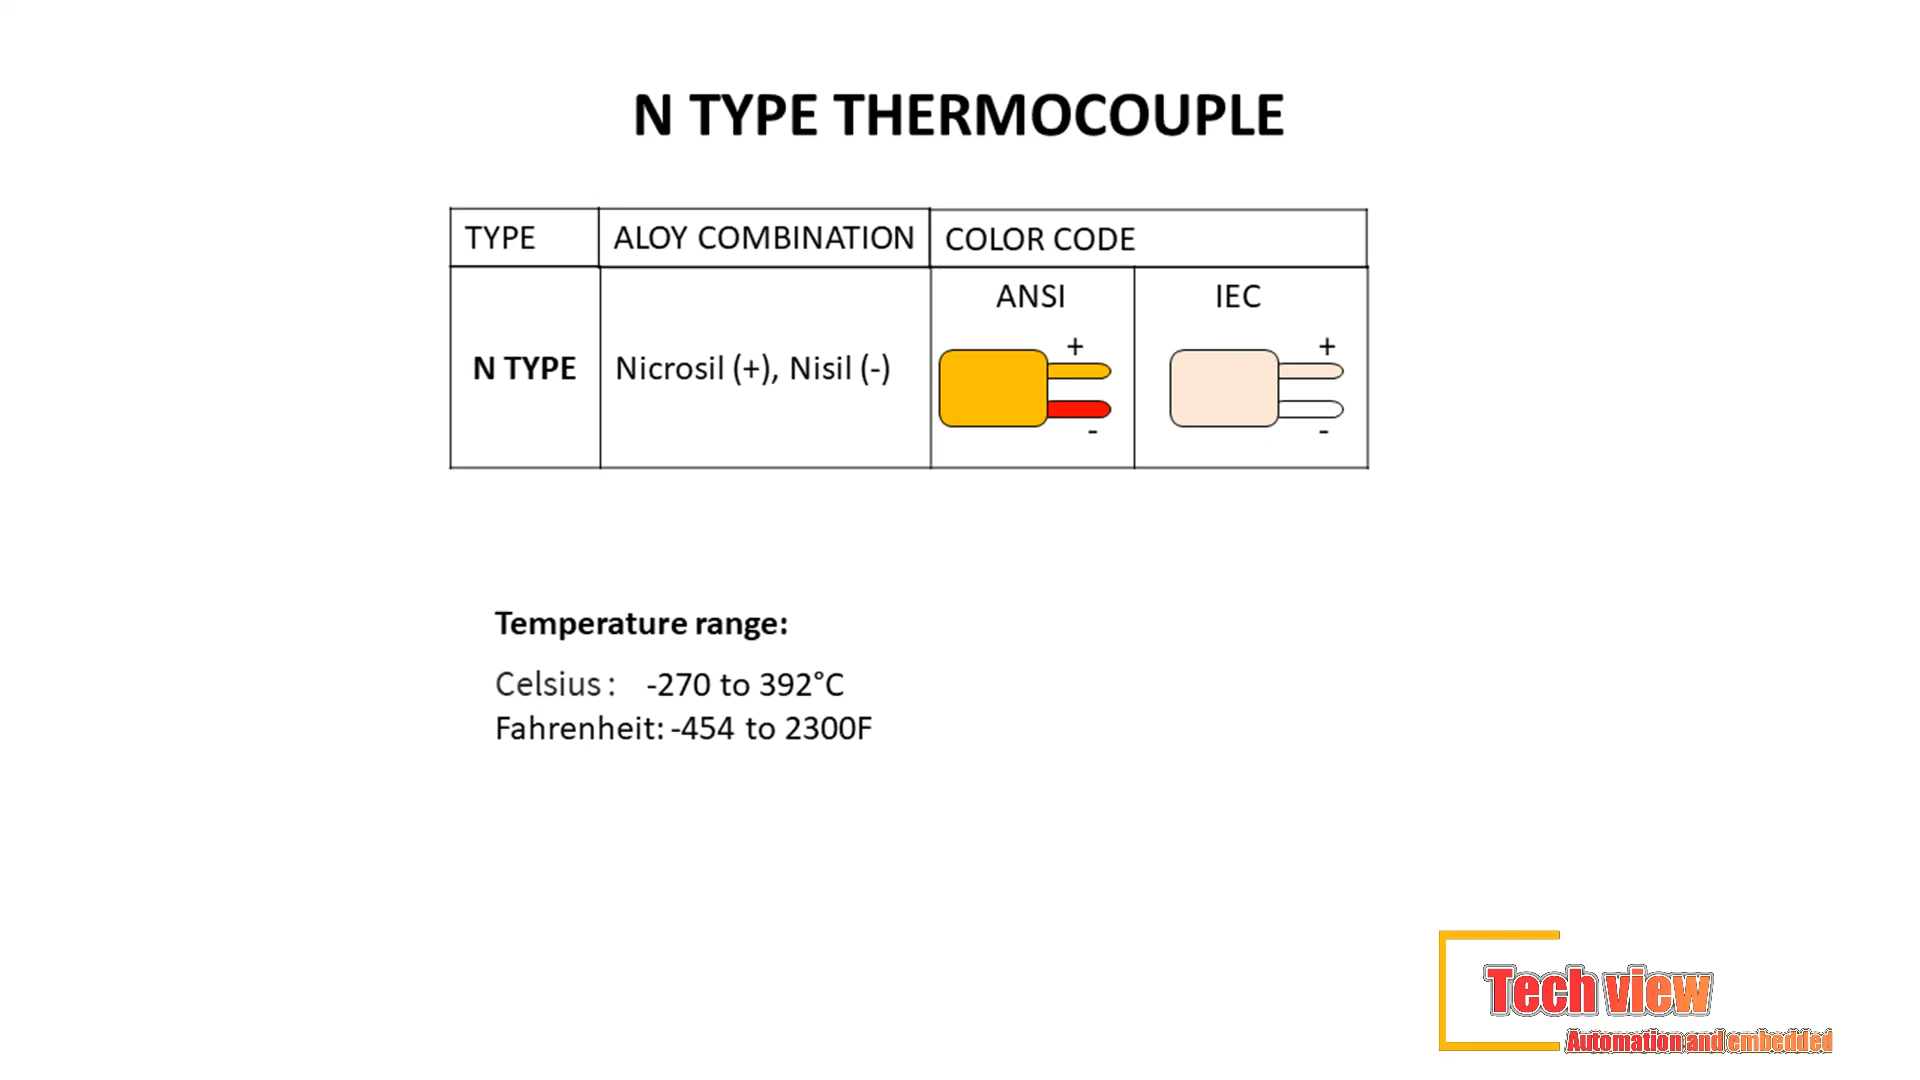 N TYPE THERMOCOUPLE
TYPE ALOY COMBINATION COLOR CODE
ANSI IEC
+ +
N TYPE Nicrosil (+), Nisil (-)
- -
Temperature range:
Celsius : -270 to 392°C
Fahrenheit: -454 to 2300F
Tech view
Automation and embedded